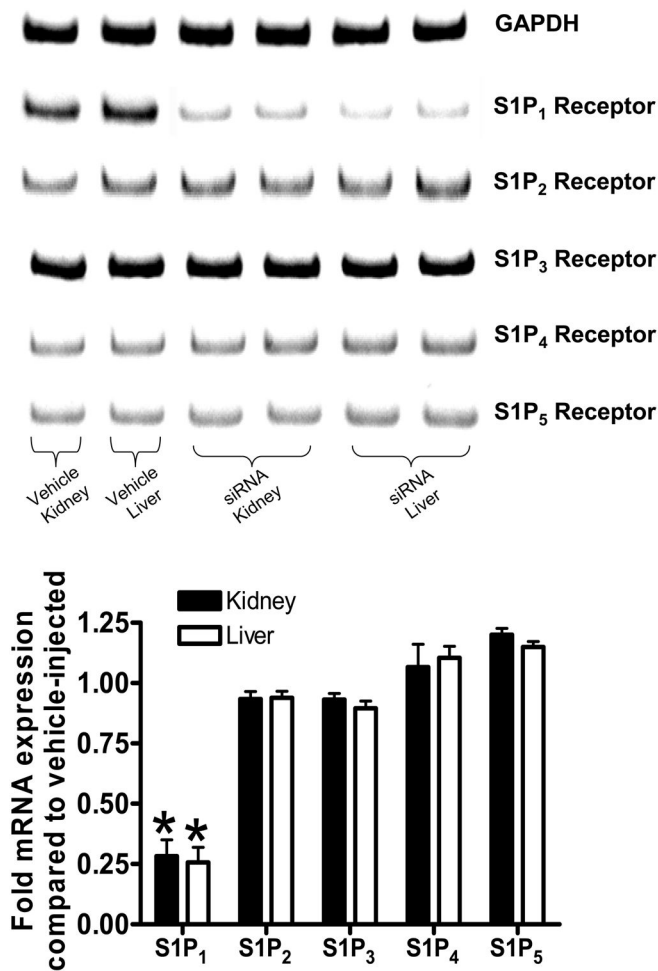 GAPDH
S1P₁ Receptor
S1P₂ Receptor
S1P₃ Receptor
S1P₄ Receptor
S1P₅ Receptor
Vehicle
Kidney
Vehicle
Liver
siRNA
Kidney
siRNA
Liver
Fold mRNA expression
compared to vehicle-injected
Kidney
Liver
1.25
1.00
0.75
0.50
0.25
0.00
* *
S1P₁ S1P₂ S1P₃ S1P₄ S1P₅